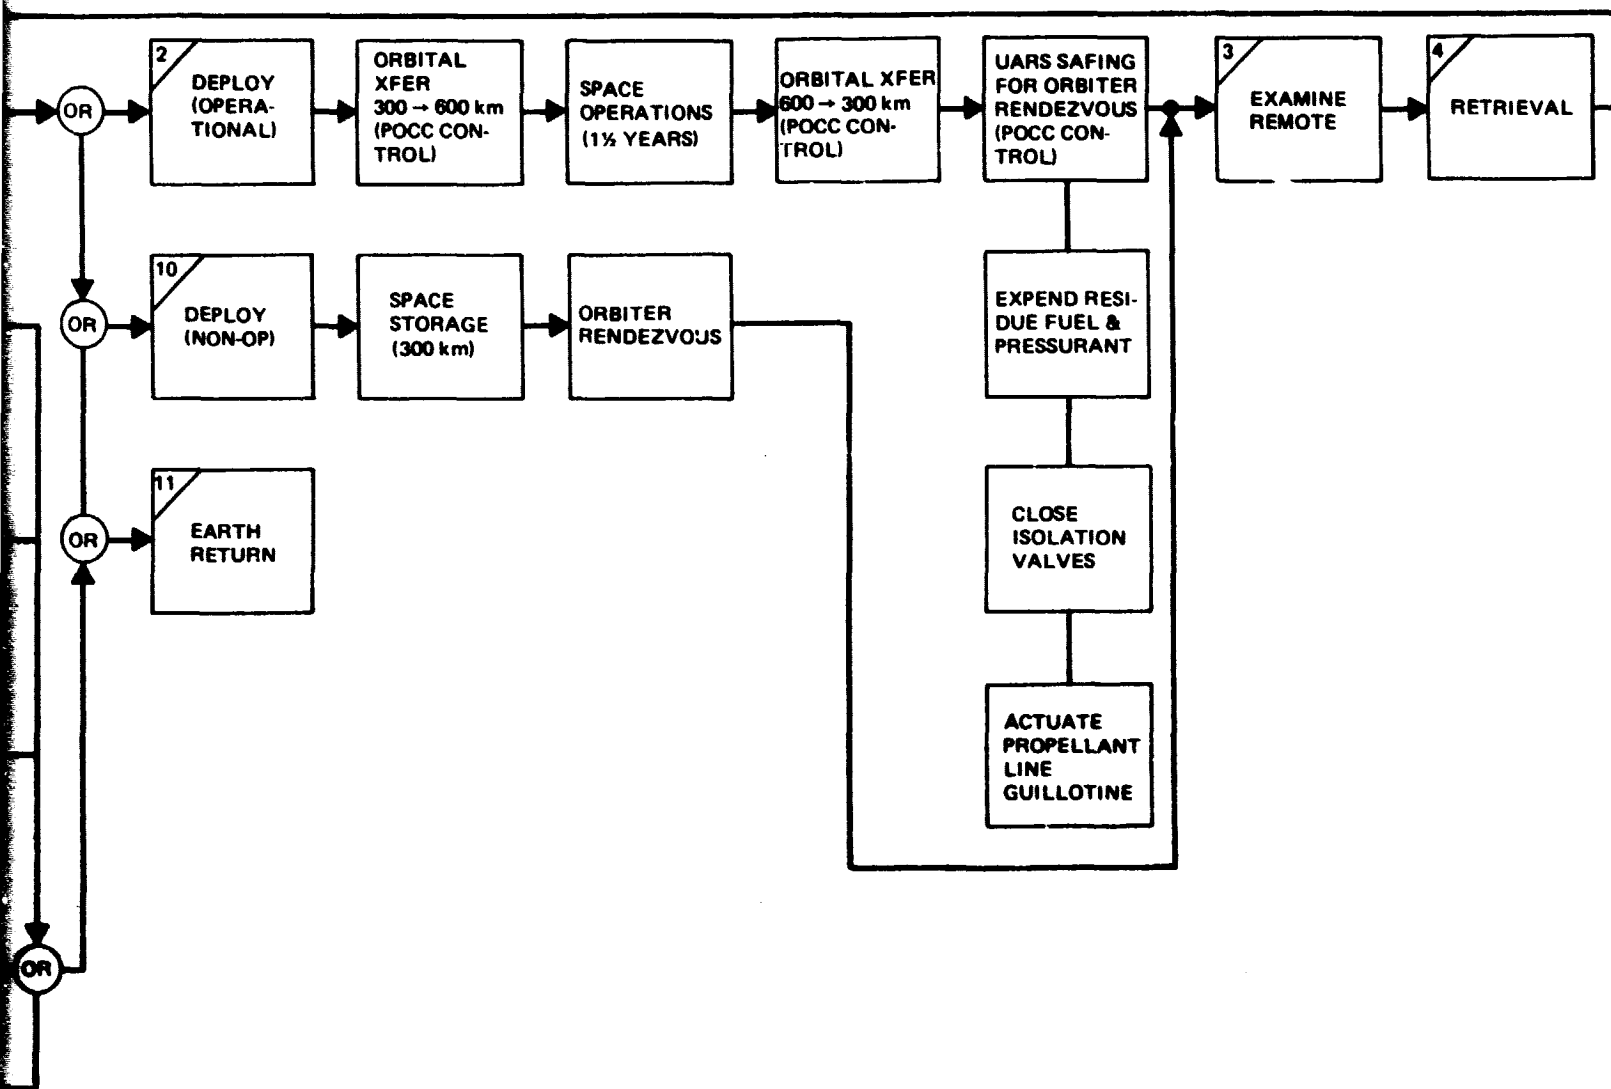 OR
2
DEPLOY
(OPERA-
TIONAL)
ORBITAL
XFER
300 → 600 km
(POCC CON-
TROL)
SPACE
OPERATIONS
(1½ YEARS)
ORBITAL XFER
600 → 300 km
(POCC CON-
TROL)
UARS SAFING
FOR ORBITER
RENDEZVOUS
(POCC CON-
TROL)
3
EXAMINE
REMOTE
4
RETRIEVAL
OR
10
DEPLOY
(NON-OP)
SPACE
STORAGE
(300 km)
ORBITER
RENDEZVOUS
EXPEND RESI-
DUE FUEL &
PRESSURANT
OR
11
EARTH
RETURN
CLOSE
ISOLATION
VALVES
ACTUATE
PROPELLANT
LINE
GUILLOTINE
OR